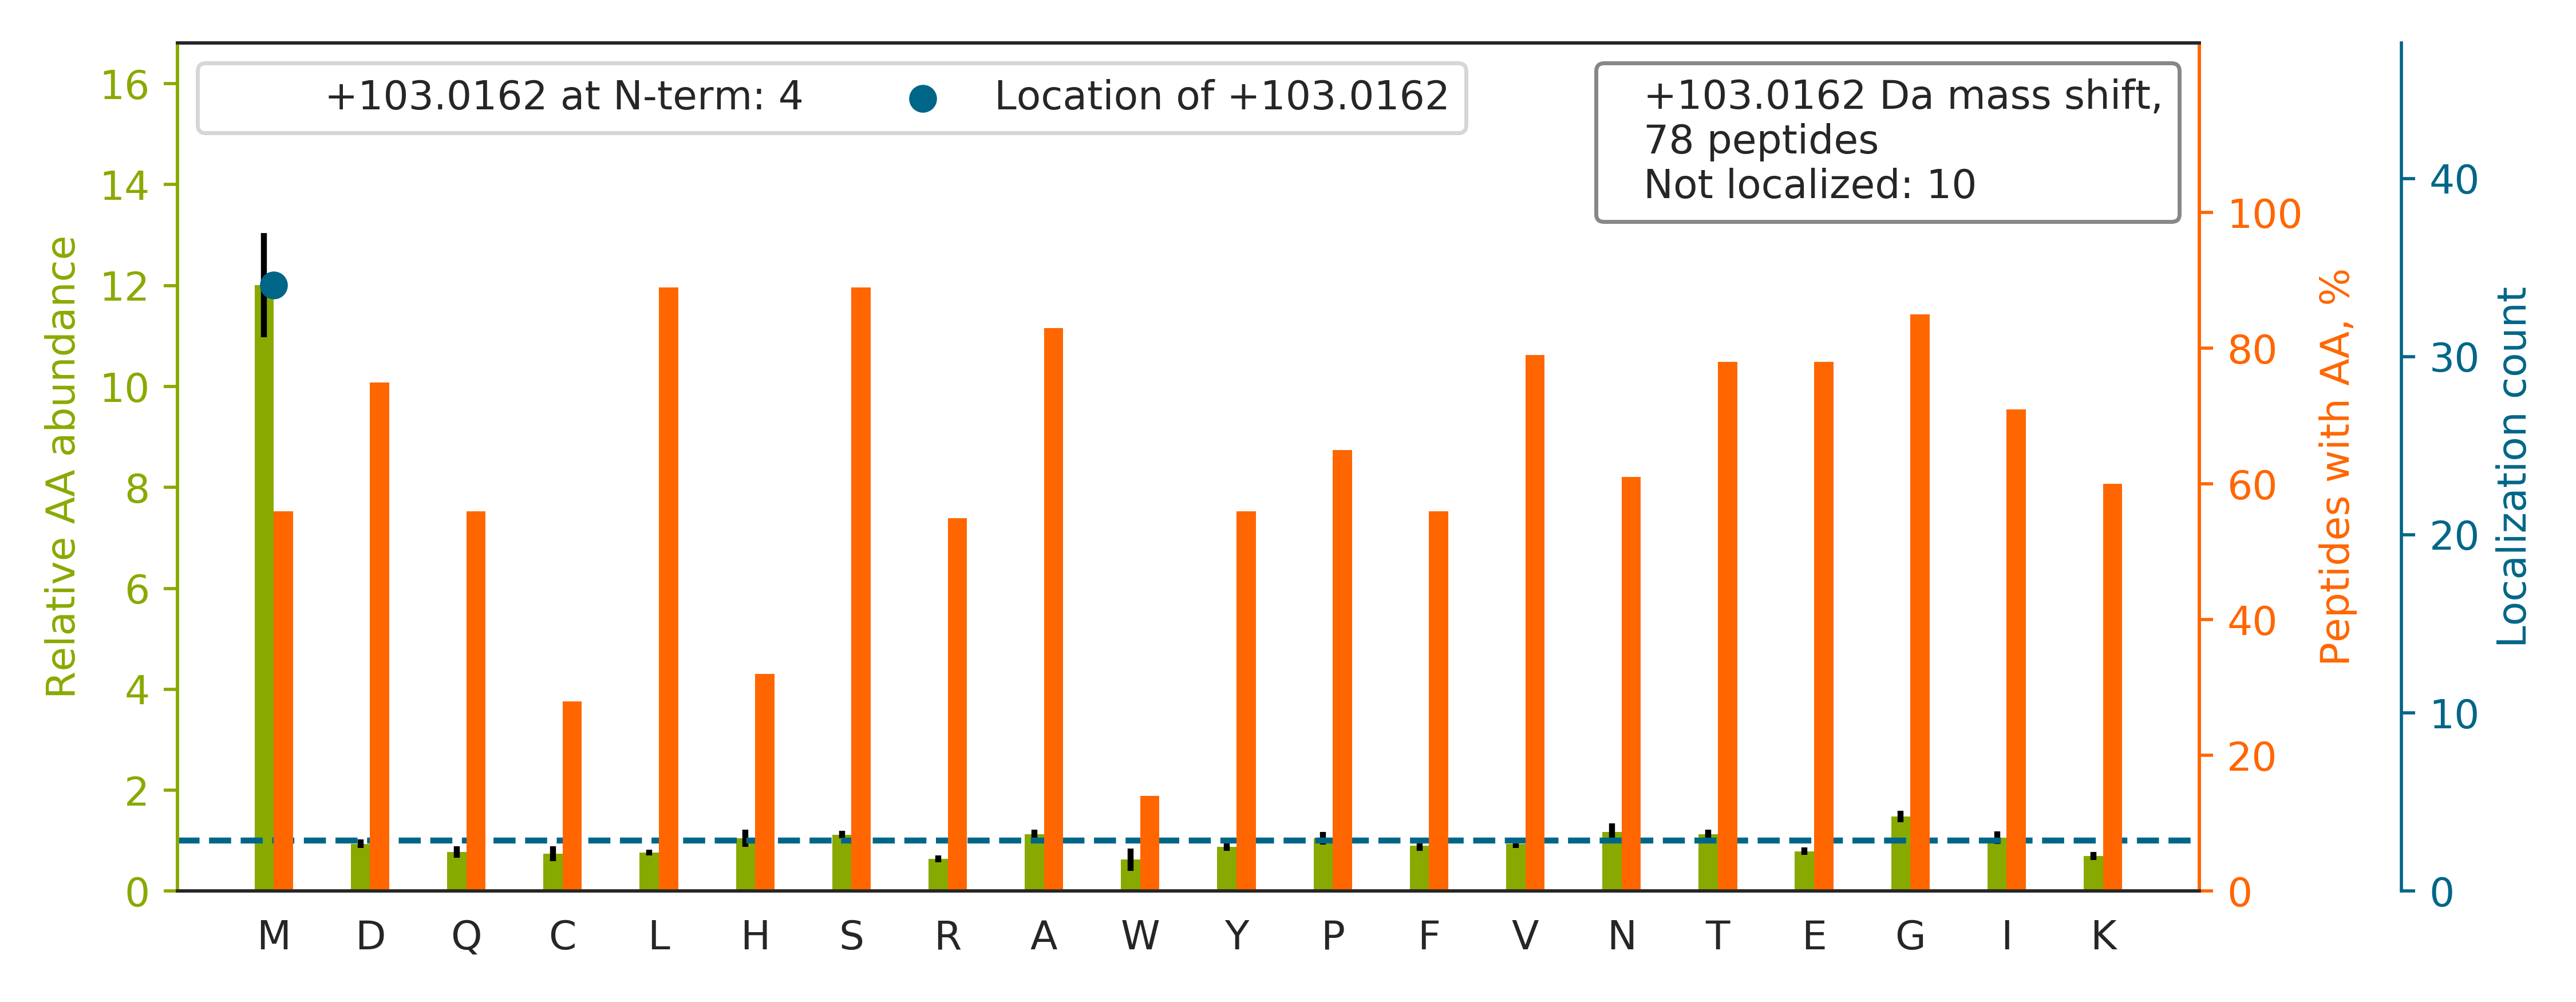 +103.0162 at N-term: 4
Location of +103.0162
+103.0162 Da mass shift,
78 peptides
Not localized: 10
Relative AA abundance
16
14
12
10
8
6
4
2
0
M D Q C L H S R A W Y P F V N T E G I K
100
80
60
40
20
0
Peptides with AA, %
40
30
20
10
0
Localization count